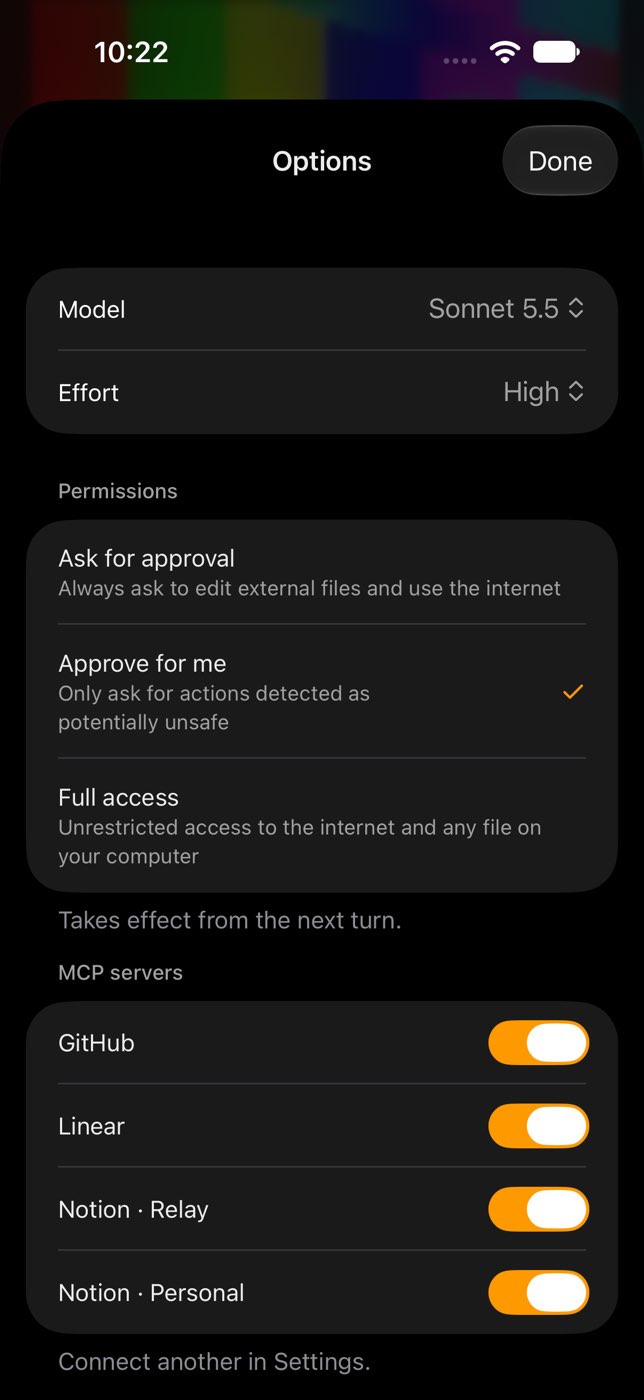 10:22
Options
Done
Model
Sonnet 5.5
Effort
High
Permissions
Ask for approval
Always ask to edit external files and use the internet
Approve for me
Only ask for actions detected as
potentially unsafe
Full access
Unrestricted access to the internet and any file on
your computer
Takes effect from the next turn.
MCP servers
GitHub
Linear
Notion · Relay
Notion · Personal
Connect another in Settings.